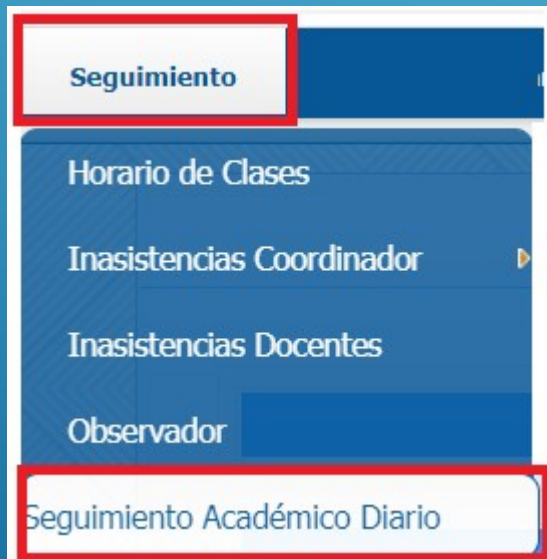 Seguimiento
Horario de Clases
Inasistencias Coordinador
Inasistencias Docentes
Observador
Seguimiento Académico Diario